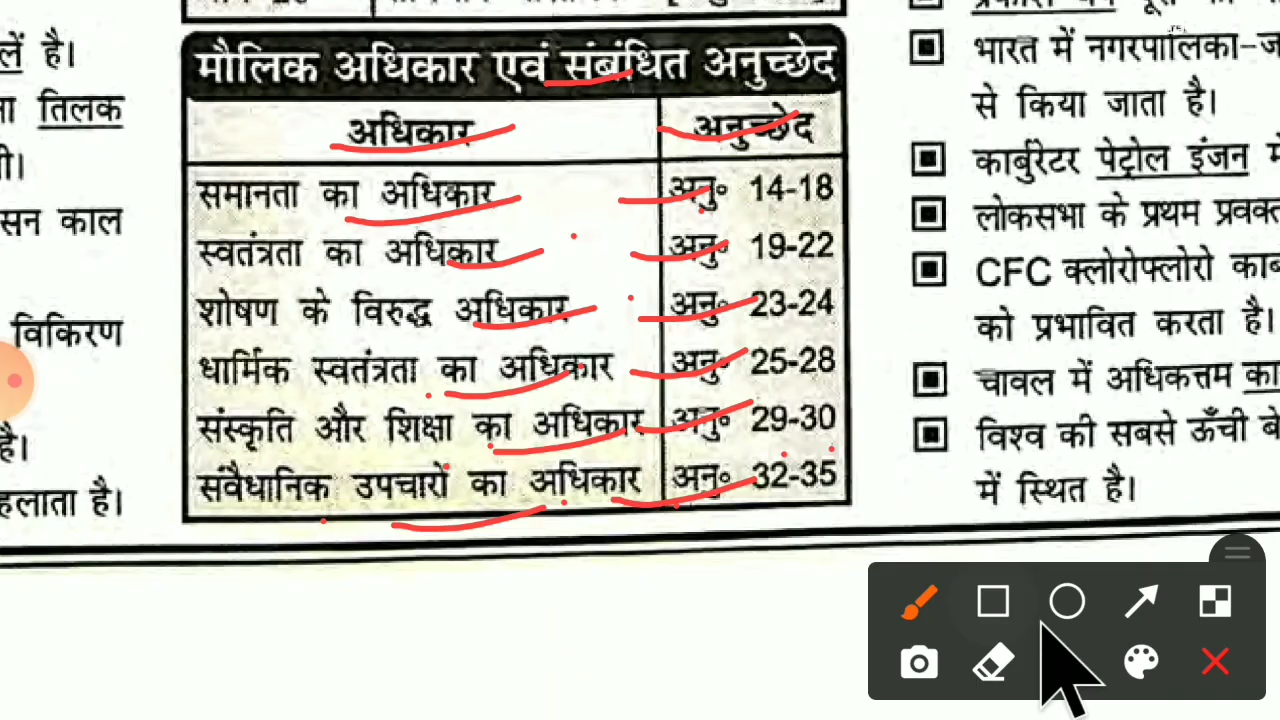 लें है।
ा तिलक
ी।
सन काल
विकिरण
है।
हलाता है।
मौलिक अधिकार एवं संबंधित अनुच्छेद
अधिकार अनुच्छेद
समानता का अधिकार अनु॰ 14-18
स्वतंत्रता का अधिकार अनु॰ 19-22
शोषण के विरुद्ध अधिकार अनु॰ 23-24
धार्मिक स्वतंत्रता का अधिकार अनु॰ 25-28
संस्कृति और शिक्षा का अधिकार अनु॰ 29-30
संवैधानिक उपचारों का अधिकार अनु॰ 32-35
भारत में नगरपालिका-ज
से किया जाता है।
कार्बुरेटर पेट्रोल इंजन में
लोकसभा के प्रथम प्रवक्त
CFC क्लोरोफ्लोरो कार्ब
को प्रभावित करता है।
चावल में अधिकत्तम का
विश्व की सबसे ऊँची बे
में स्थित है।